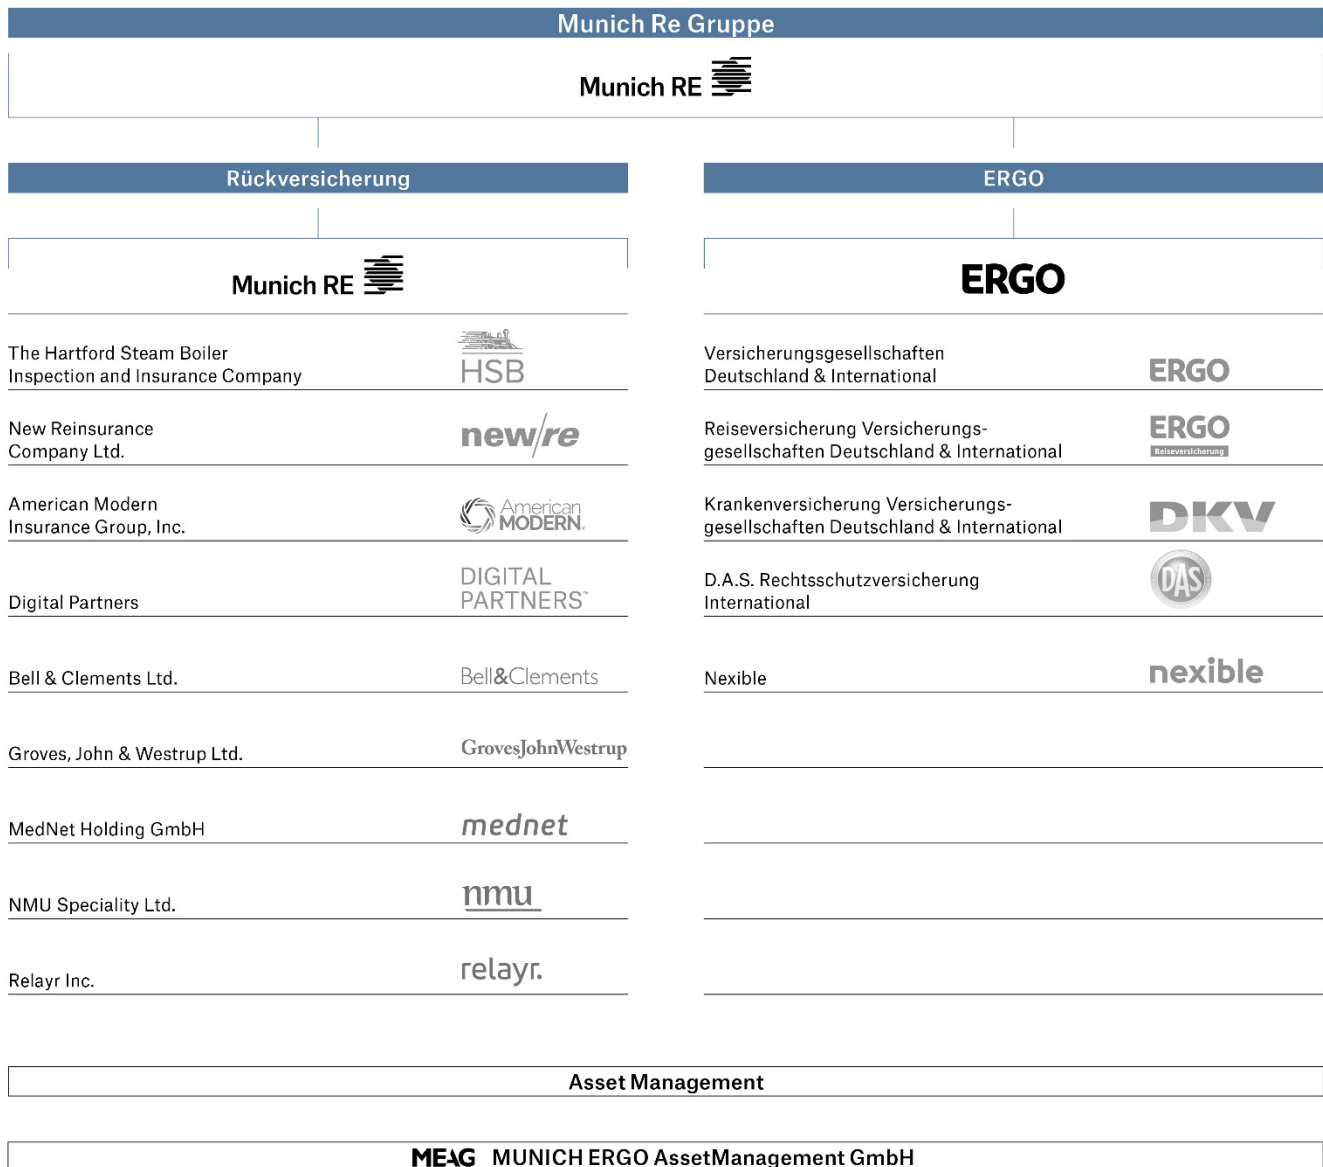 Munich Re Gruppe
Munich RE
Rückversicherung
Munich RE
The Hartford Steam Boiler
Inspection and Insurance Company
HSB
New Reinsurance
Company Ltd.
new/re
American Modern
Insurance Group, Inc.
American
MODERN.
Digital Partners
DIGITAL
PARTNERS™
Bell & Clements Ltd.
Bell&Clements
Groves, John & Westrup Ltd.
GrovesJohnWestrup
MedNet Holding GmbH
mednet
NMU Speciality Ltd.
nmu
Relayr Inc.
relayr.
ERGO
ERGO
Versicherungsgesellschaften
Deutschland & International
ERGO
Reiseversicherung Versicherungs-
gesellschaften Deutschland & International
ERGO
Reiseversicherung
Krankenversicherung Versicherungs-
gesellschaften Deutschland & International
DKV
D.A.S. Rechtsschutzversicherung
International
DAS
Nexible
nexible
Asset Management
MEAG MUNICH ERGO AssetManagement GmbH